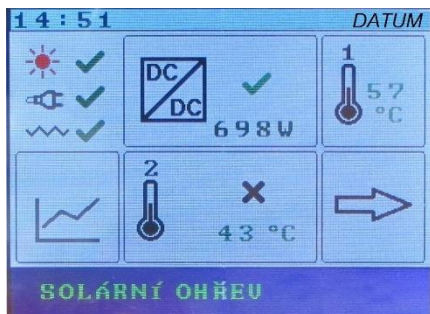 14:51 DATUM
DC
DC
698W
1
57
°C
2
43 °C
SOLÁRNÍ OHŘEV